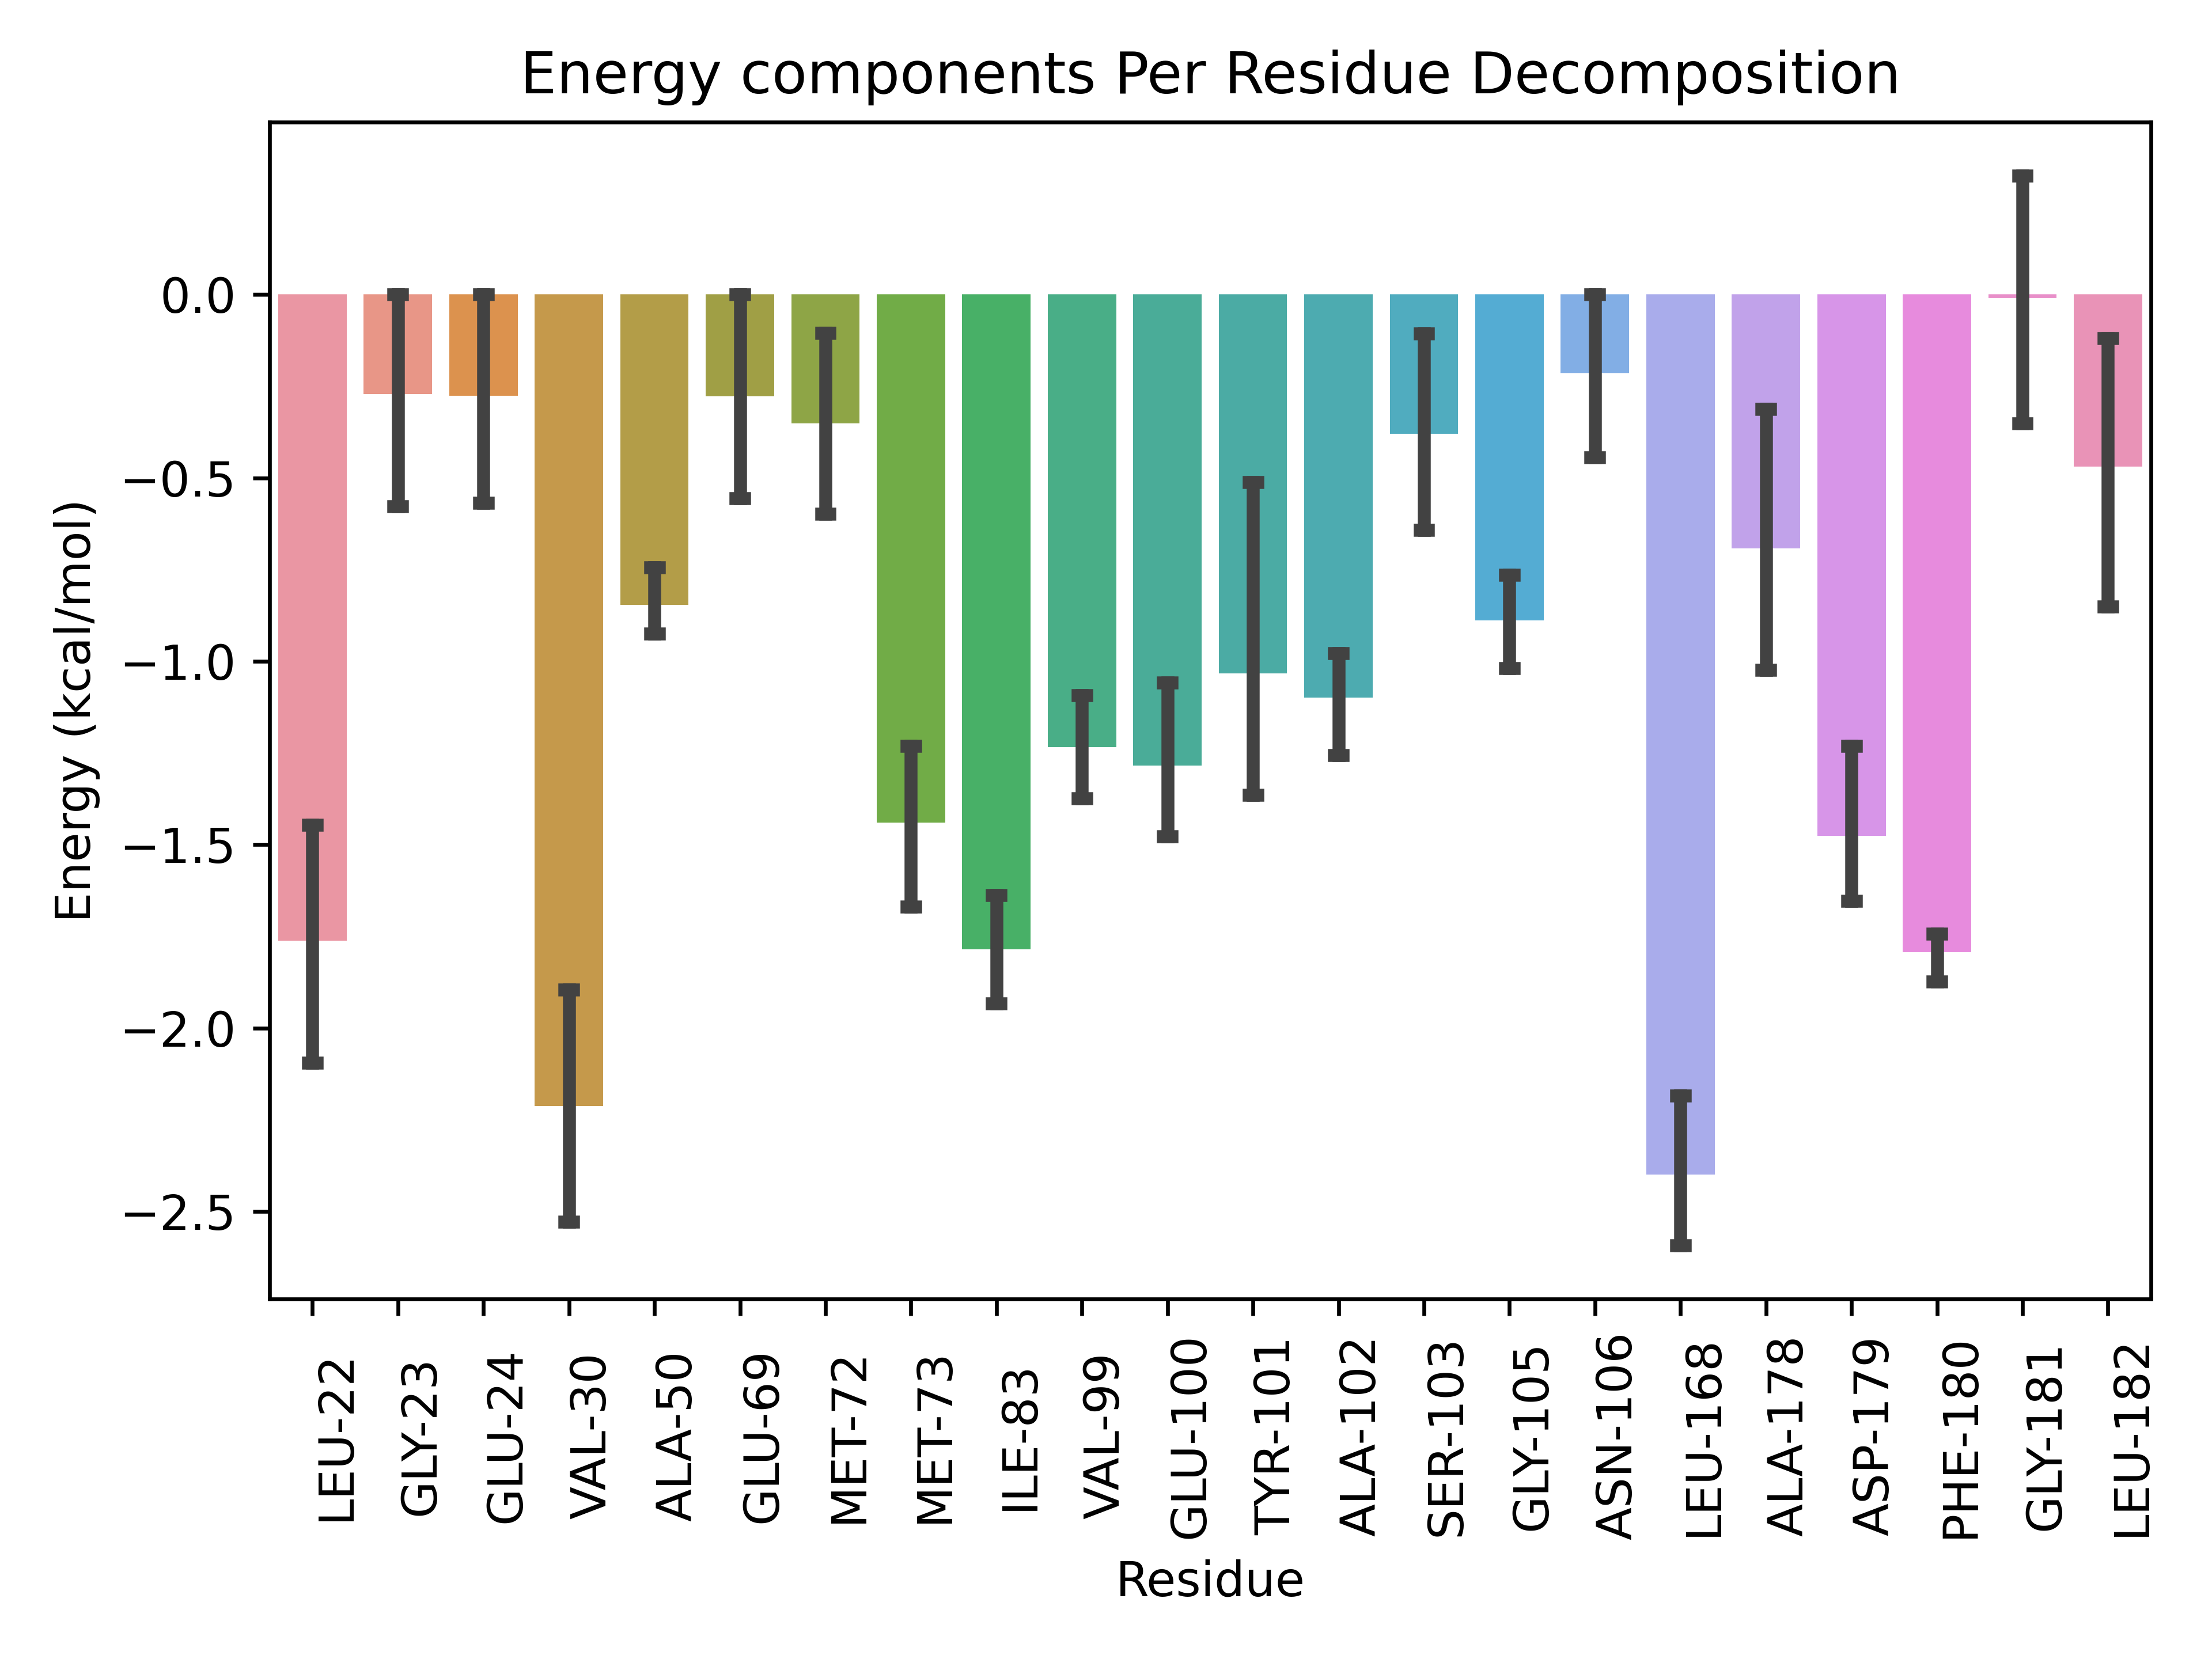 Energy components Per Residue Decomposition
Energy (kcal/mol)
0.0
−0.5
−1.0
−1.5
−2.0
−2.5
LEU-22
GLY-23
GLU-24
VAL-30
ALA-50
GLU-69
MET-72
MET-73
ILE-83
VAL-99
GLU-100
TYR-101
ALA-102
SER-103
GLY-105
ASN-106
LEU-168
ALA-178
ASP-179
PHE-180
GLY-181
LEU-182
Residue